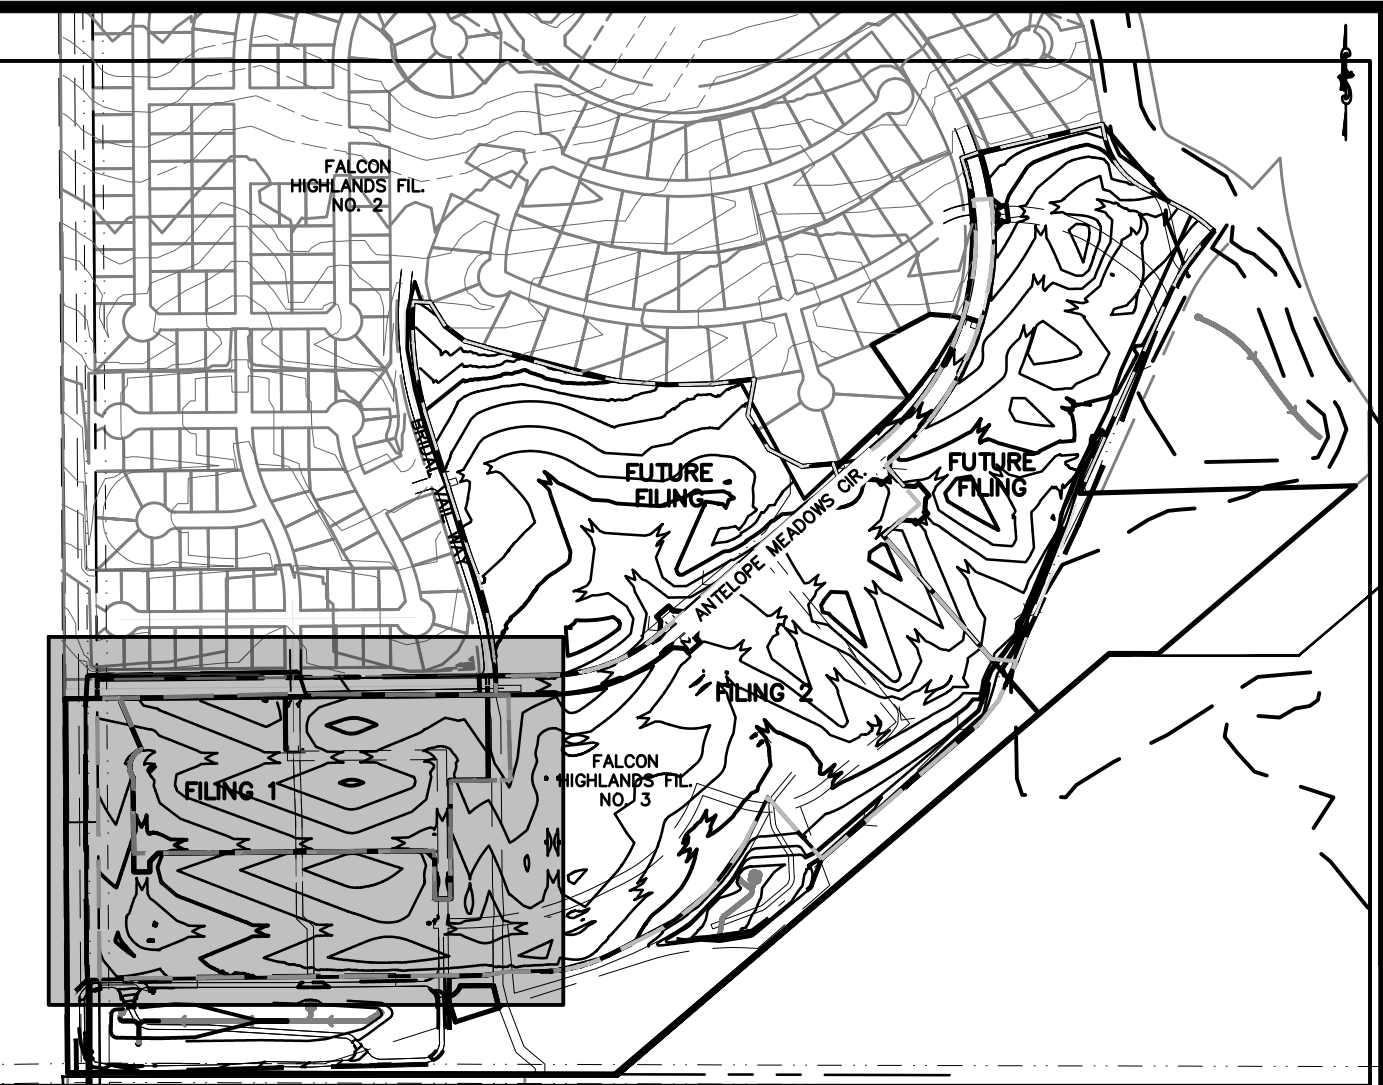 FALCON
HIGHLANDS FIL.
NO. 2
BRIDAL VAIL WAY
FUTURE
FILING
FUTURE
FILING
ANTELOPE MEADOWS CIR.
FILING 2
FALCON
HIGHLANDS FIL.
NO. 3
FILING 1